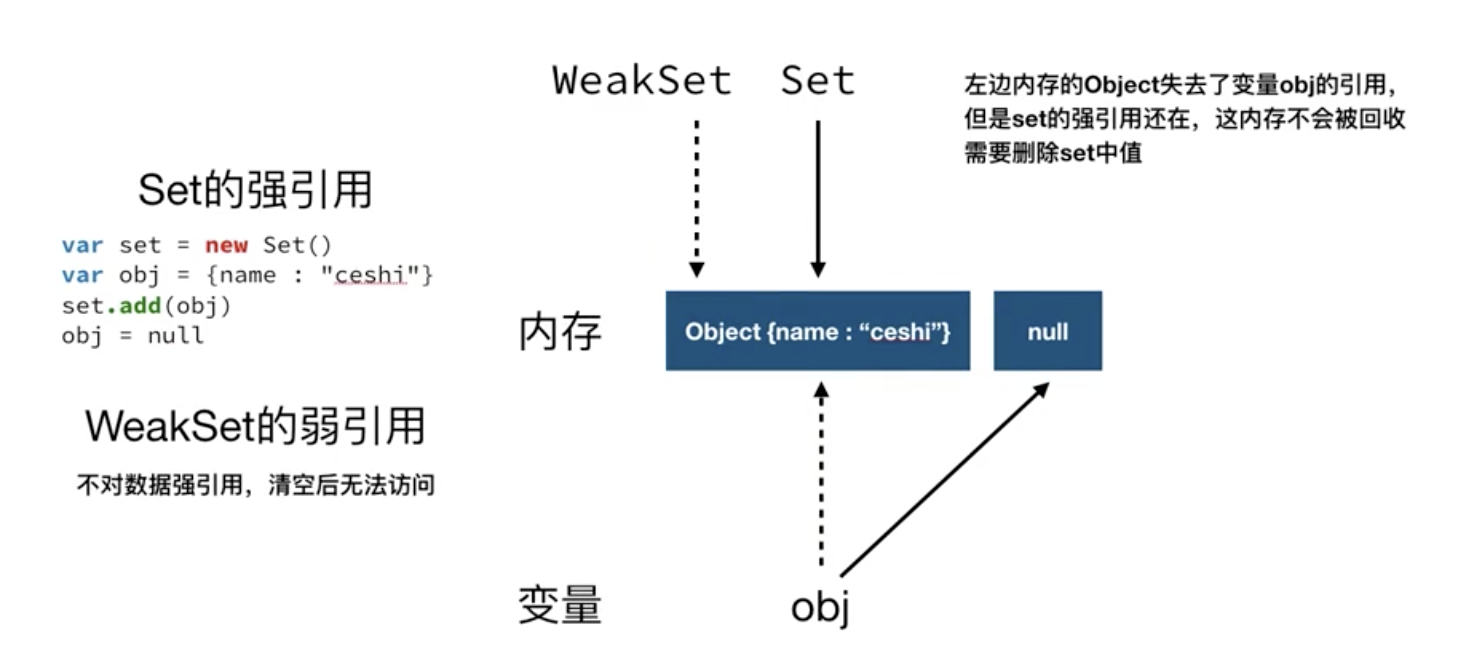 WeakSet Set
左边内存的Object失去了变量obj的引用，
但是set的强引用还在，这内存不会被回收
需要删除set中值
Set的强引用
var set = new Set()
var obj = {name : "ceshi"}
set.add(obj)
obj = null
内存
Object {name : “ceshi”}
null
WeakSet的弱引用
不对数据强引用，清空后无法访问
变量
obj